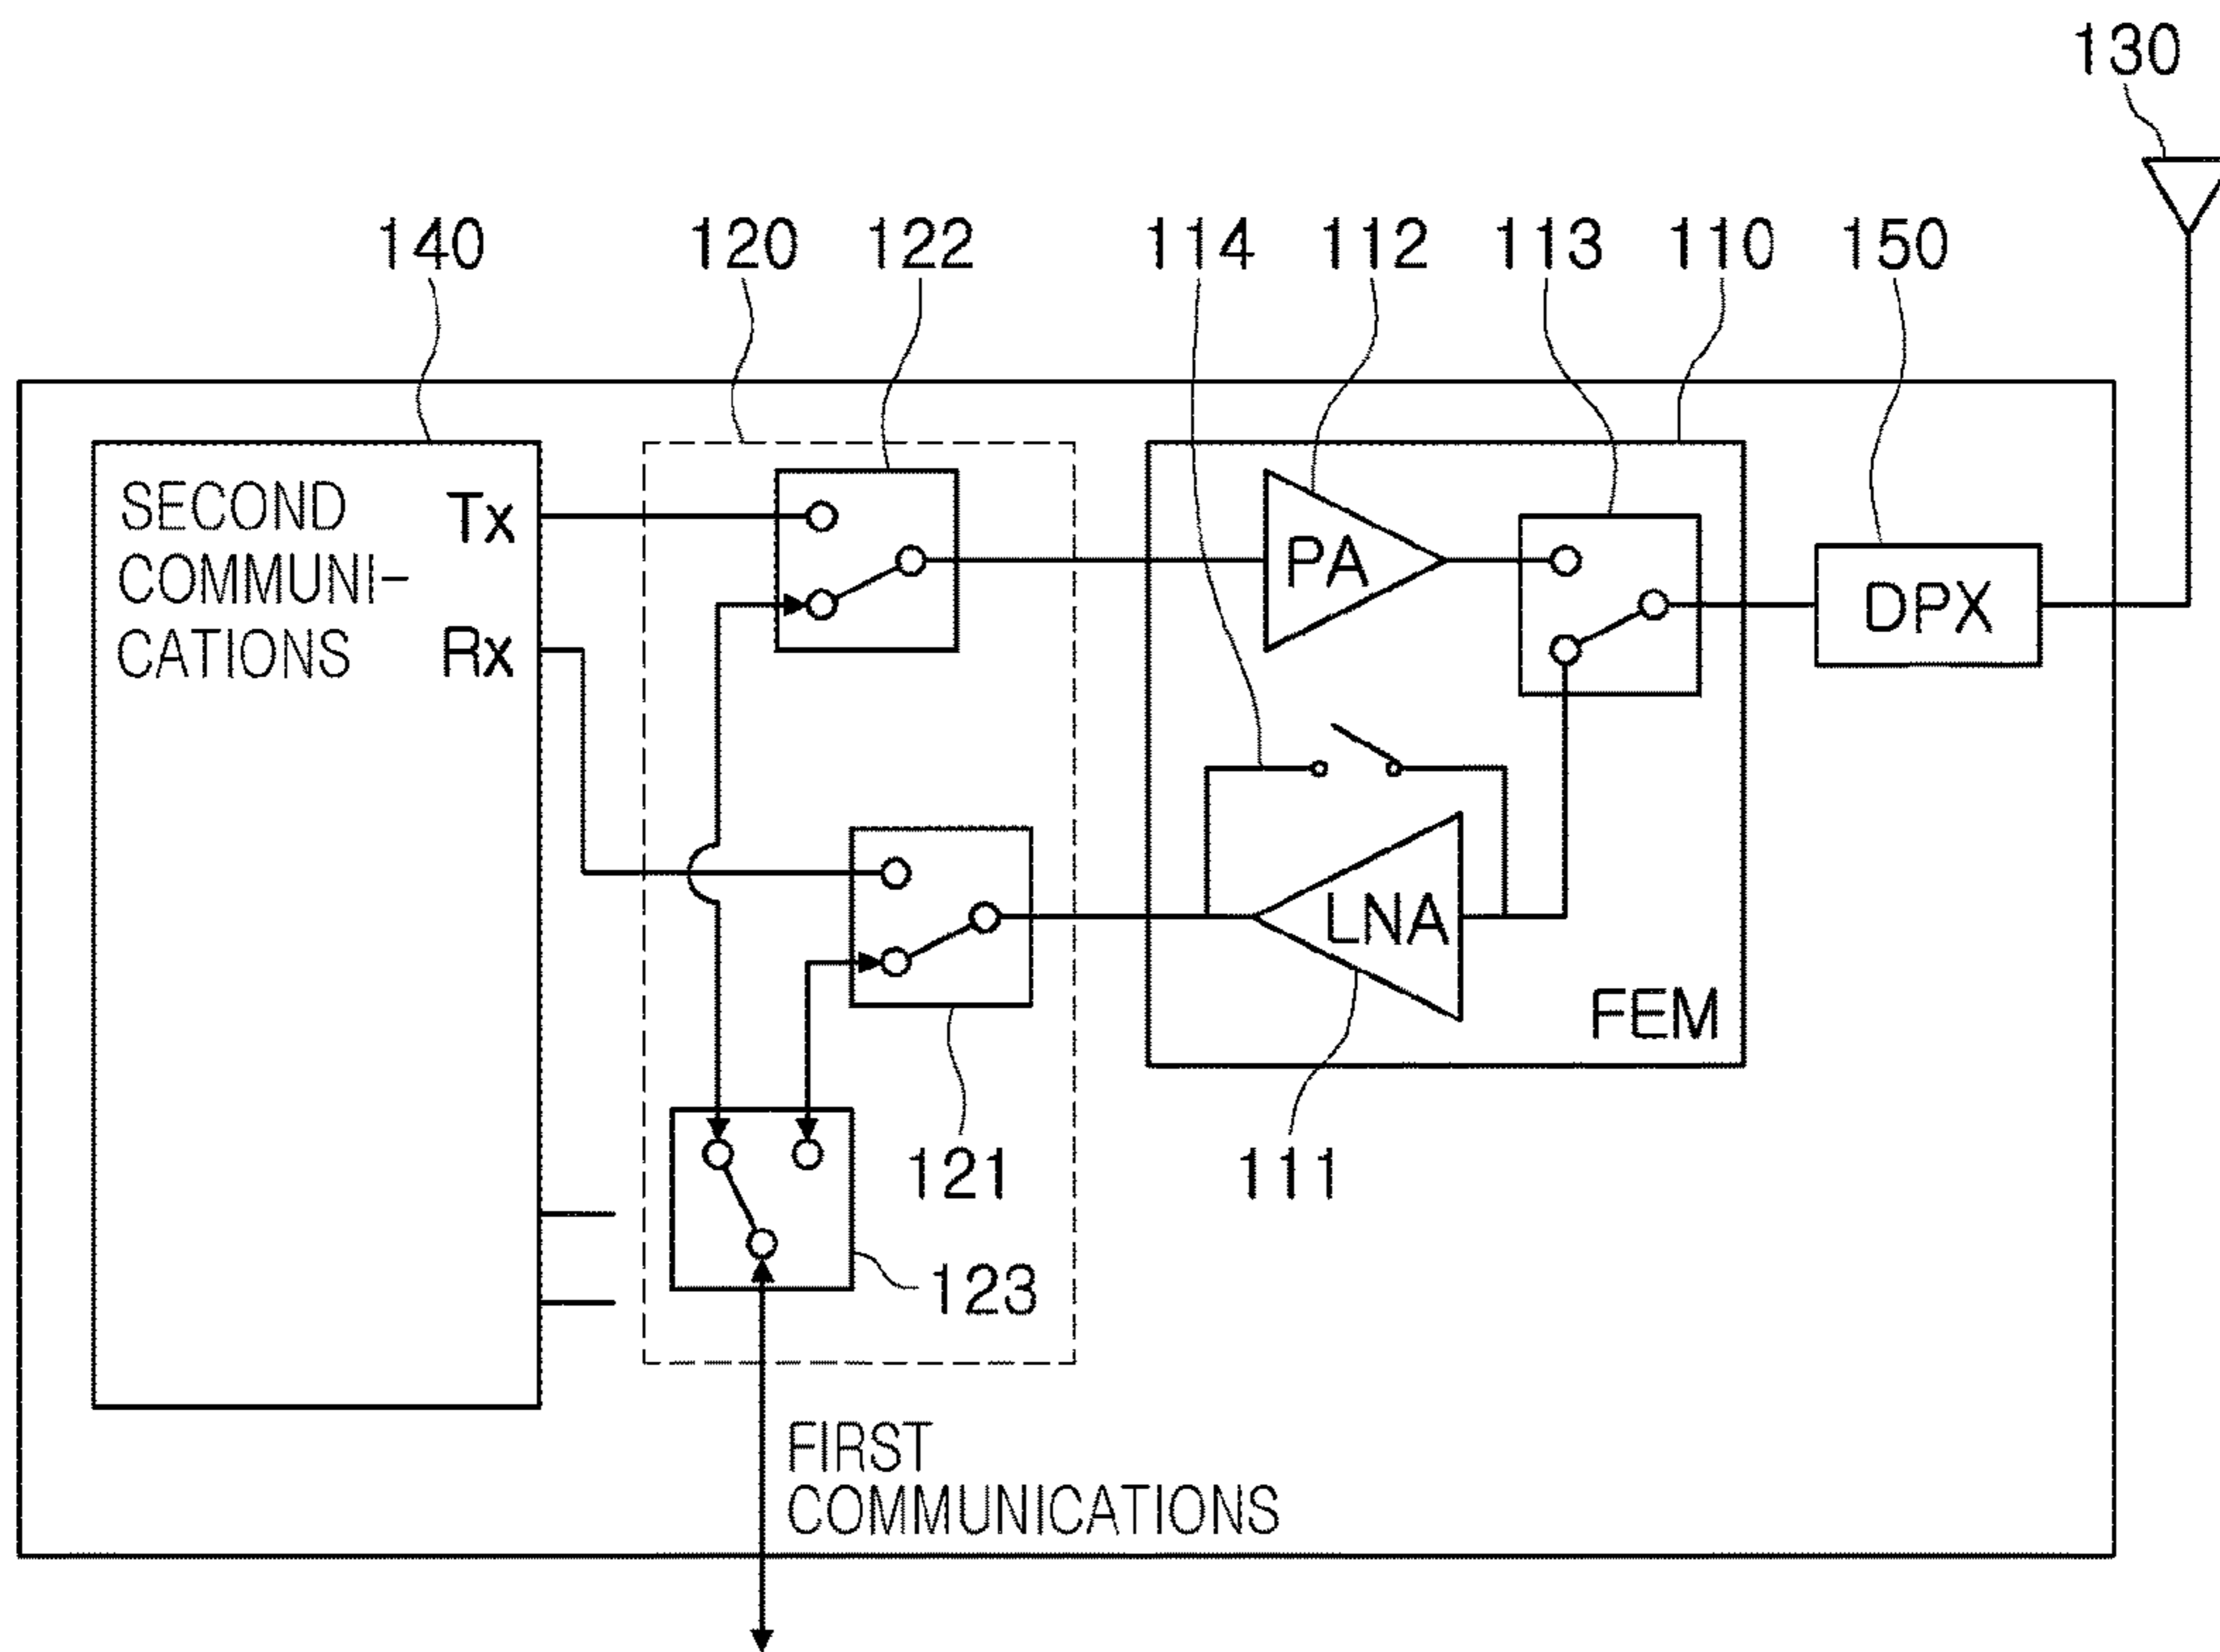 130
140
120
122
114
112
113
110
150
SECOND
COMMUNI-
CATIONS
Tx
Rx
PA
DPX
LNA
FEM
121
111
123
FIRST
COMMUNICATIONS